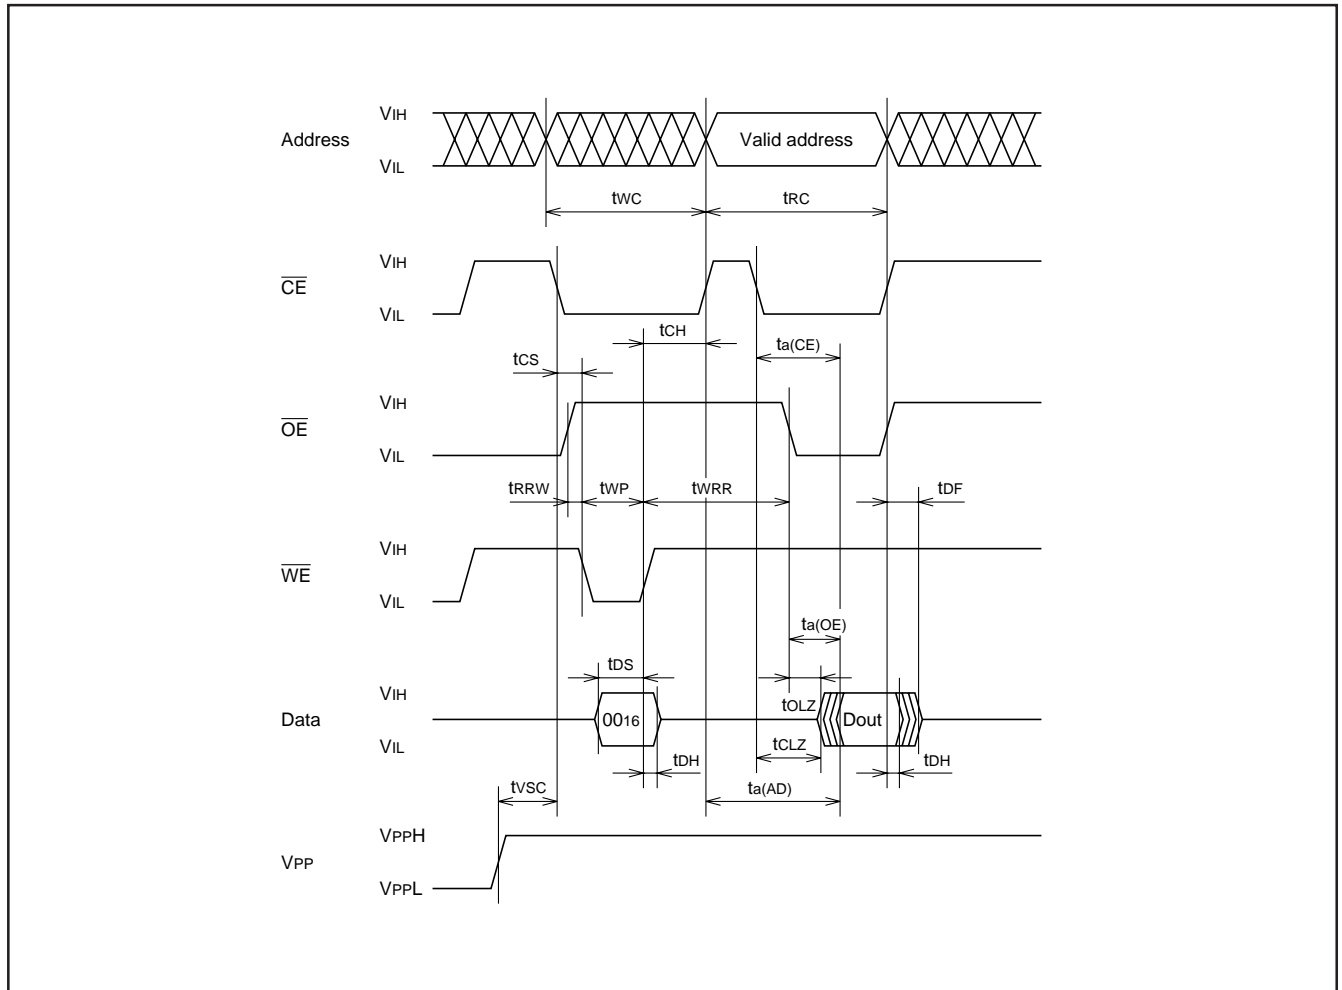 VIH
Address
Valid address
VIL
tWC
tRC
VIH
CE
VIL
tCH
ta(CE)
tCS
VIH
OE
VIL
tRRW
tWP
tWRR
tDF
VIH
WE
VIL
ta(OE)
tDS
VIH
tOLZ
Data
0016
Dout
VIL
tCLZ
tDH
tDH
tVSC
ta(AD)
VPPH
VPP
VPPL